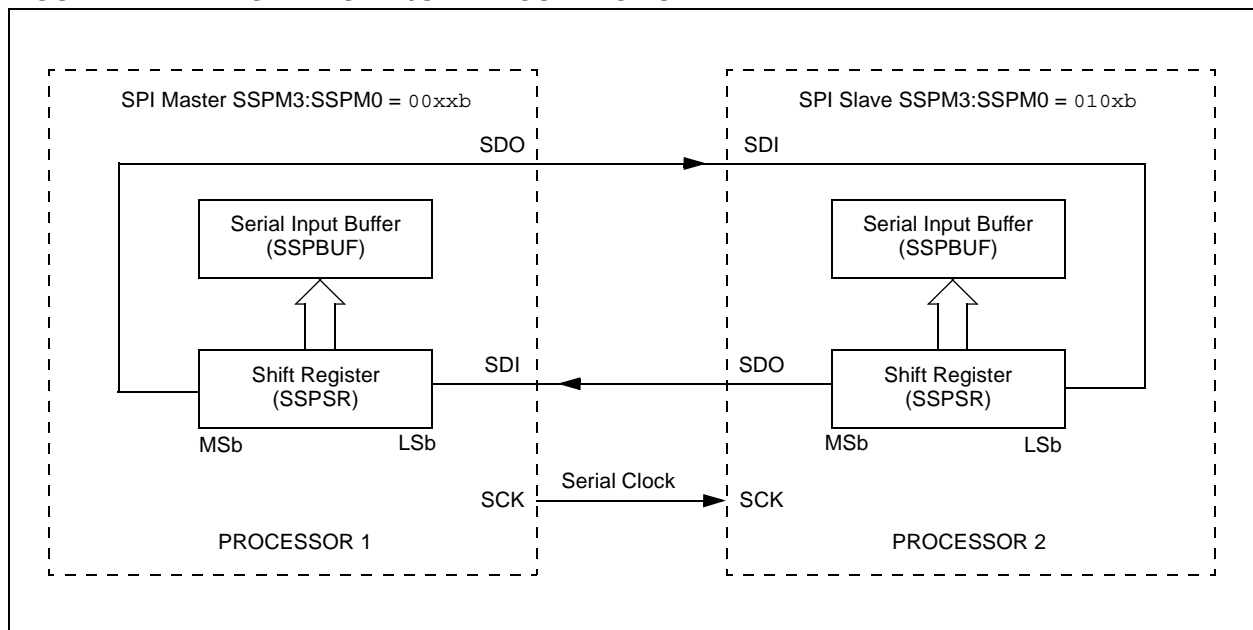 SPI Master SSPM3:SSPM0 = 00xxb
SPI Slave SSPM3:SSPM0 = 010xb
SDO
SDI
Serial Input Buffer
(SSPBUF)
Serial Input Buffer
(SSPBUF)
Shift Register
(SSPSR)
SDI
SDO
Shift Register
(SSPSR)
MSb
LSb
MSb
LSb
Serial Clock
SCK
SCK
PROCESSOR 1
PROCESSOR 2